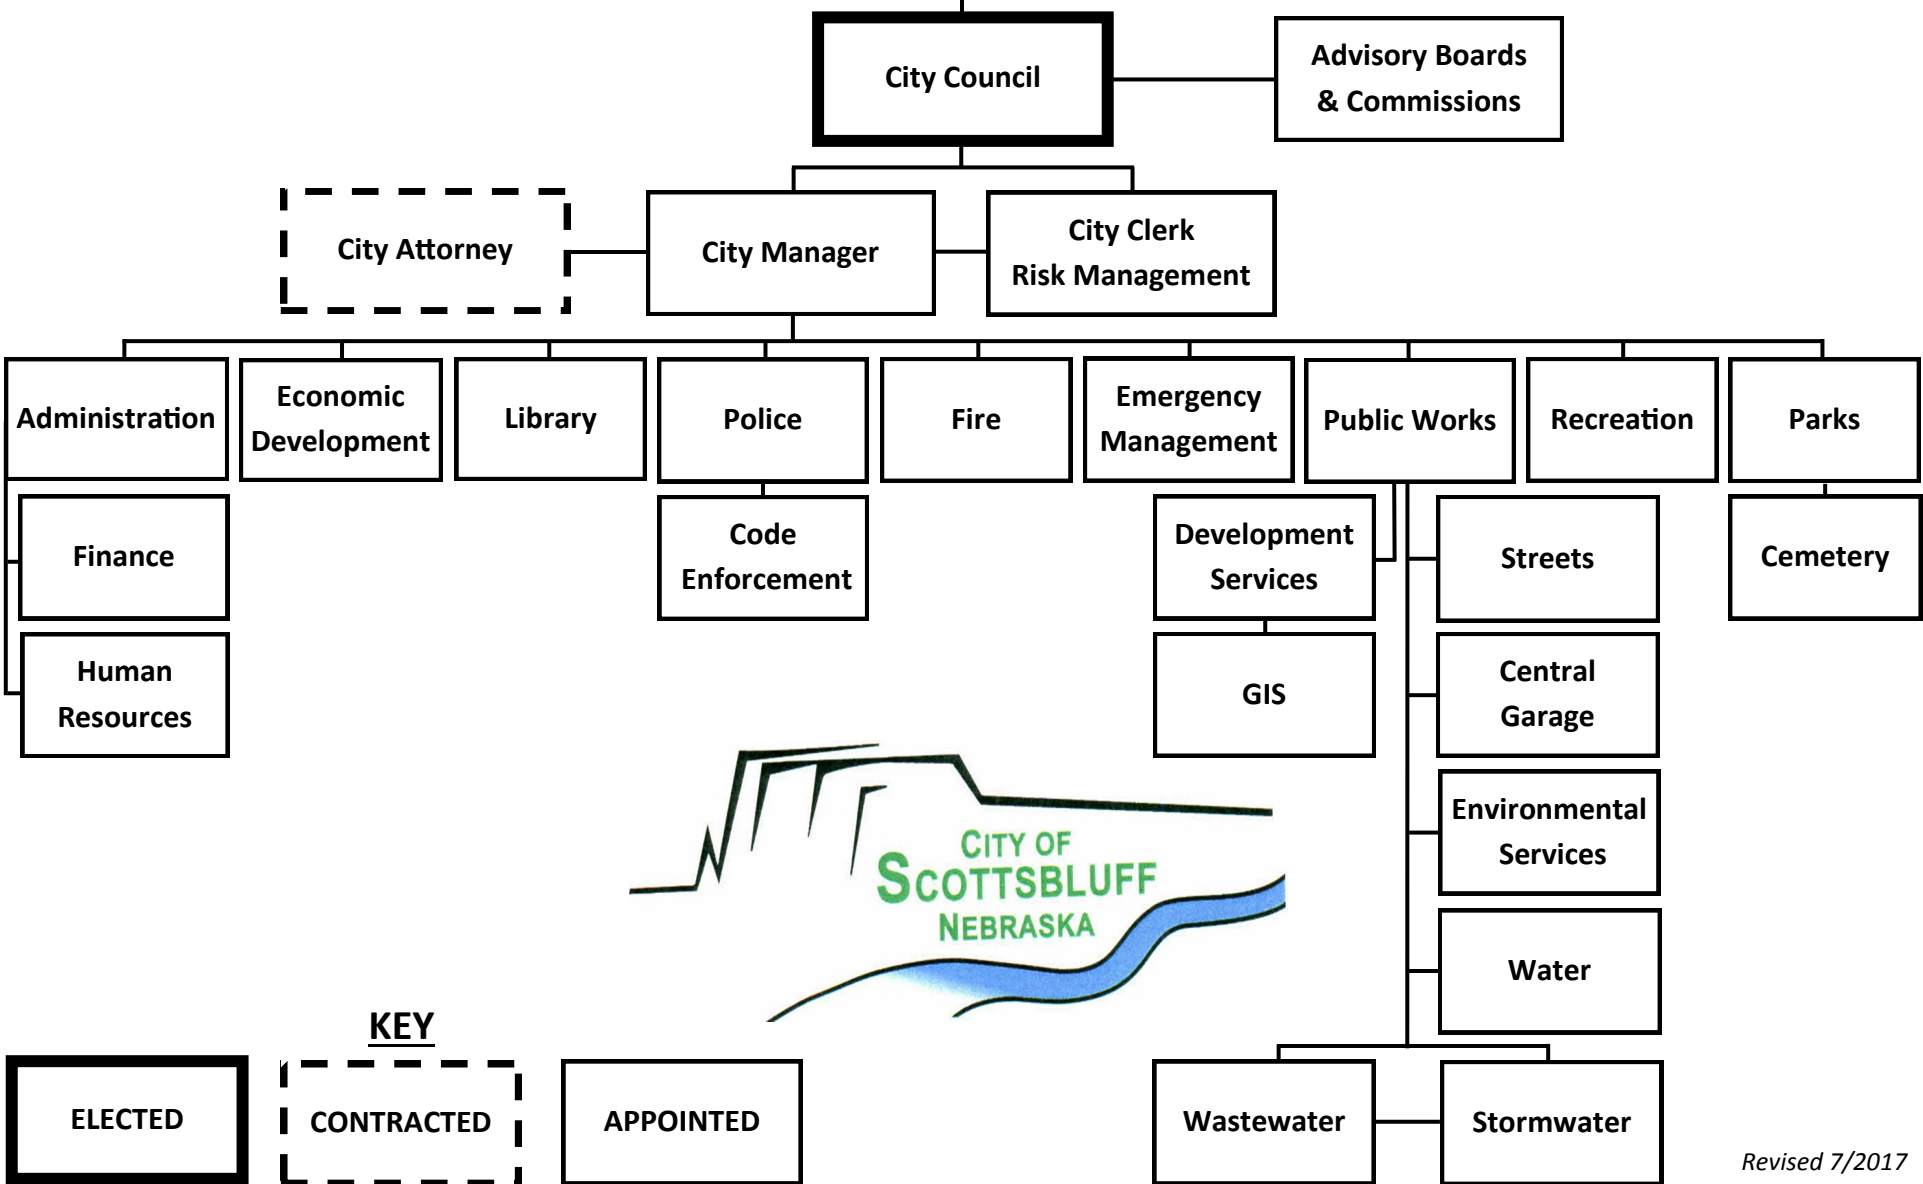 City Council
Advisory Boards
& Commissions
City Attorney
City Manager
City Clerk
Risk Management
Administration
Economic
Development
Library
Police
Fire
Emergency
Management
Public Works
Recreation
Parks
Finance
Code
Enforcement
Development
Services
Streets
Cemetery
Human
Resources
GIS
Central
Garage
Environmental
Services
CITY OF
SCOTTSBLUFF
NEBRASKA
Water
KEY
ELECTED
CONTRACTED
APPOINTED
Wastewater
Stormwater
Revised 7/2017